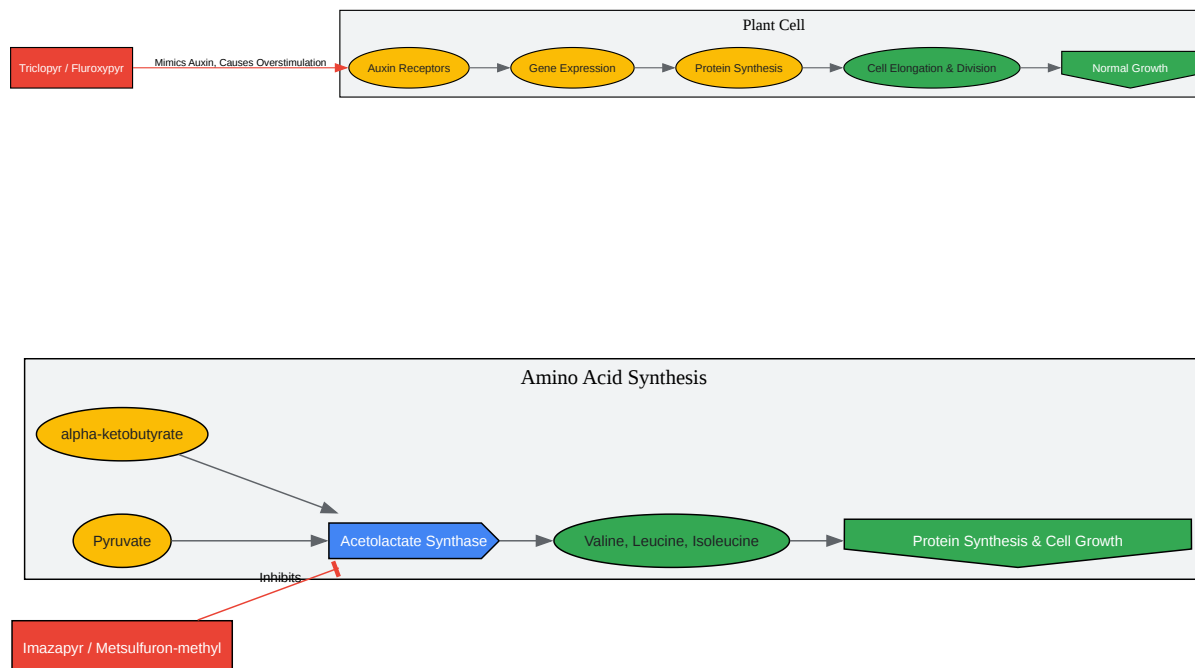 Plant Cell
Triclopyr / Fluroxypyr
Mimics Auxin, Causes Overstimulation
Auxin Receptors
Gene Expression
Protein Synthesis
Cell Elongation & Division
Normal Growth
Amino Acid Synthesis
alpha-ketobutyrate
Pyruvate
Acetolactate Synthase
Valine, Leucine, Isoleucine
Protein Synthesis & Cell Growth
Inhibits
Imazapyr / Metsulfuron-methyl